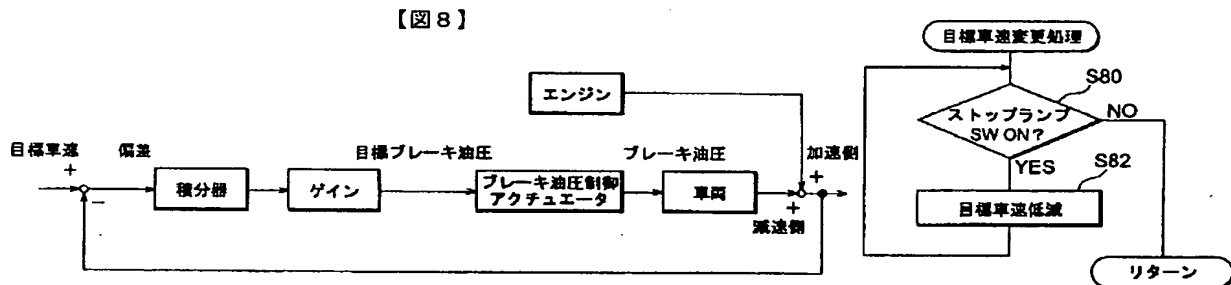 【図8】
エンジン
目標車速
+
偏差
−
積分器
ゲイン
目標ブレーキ油圧
ブレーキ油圧制御
アクチュエータ
ブレーキ油圧
車両
加速側
+
+
減速側
目標車速変更処理
S80
ストップランプ
SW ON?
NO
YES
S82
目標車速低減
リターン